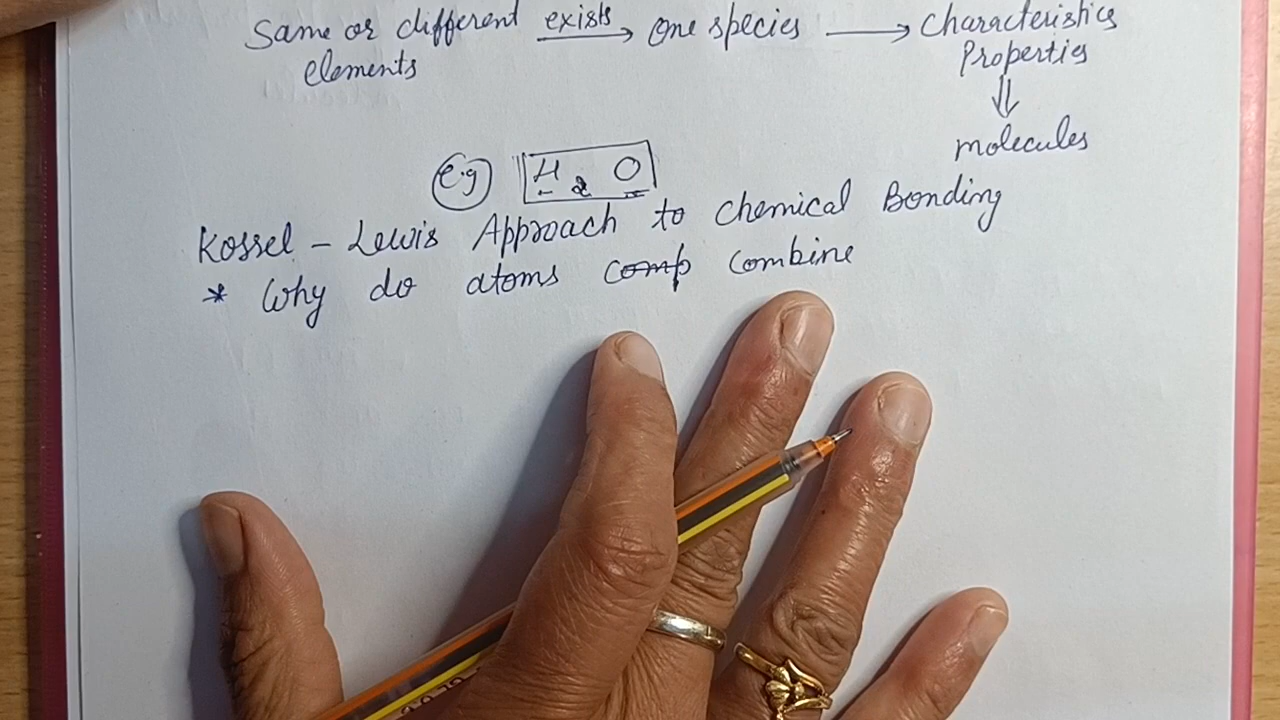 Same or different exists → One species → Characteristics
elements Properties
⇓
molecules
e.g H2O
Kossel - Lewis Approach to Chemical Bonding
* Why do atoms comp combine